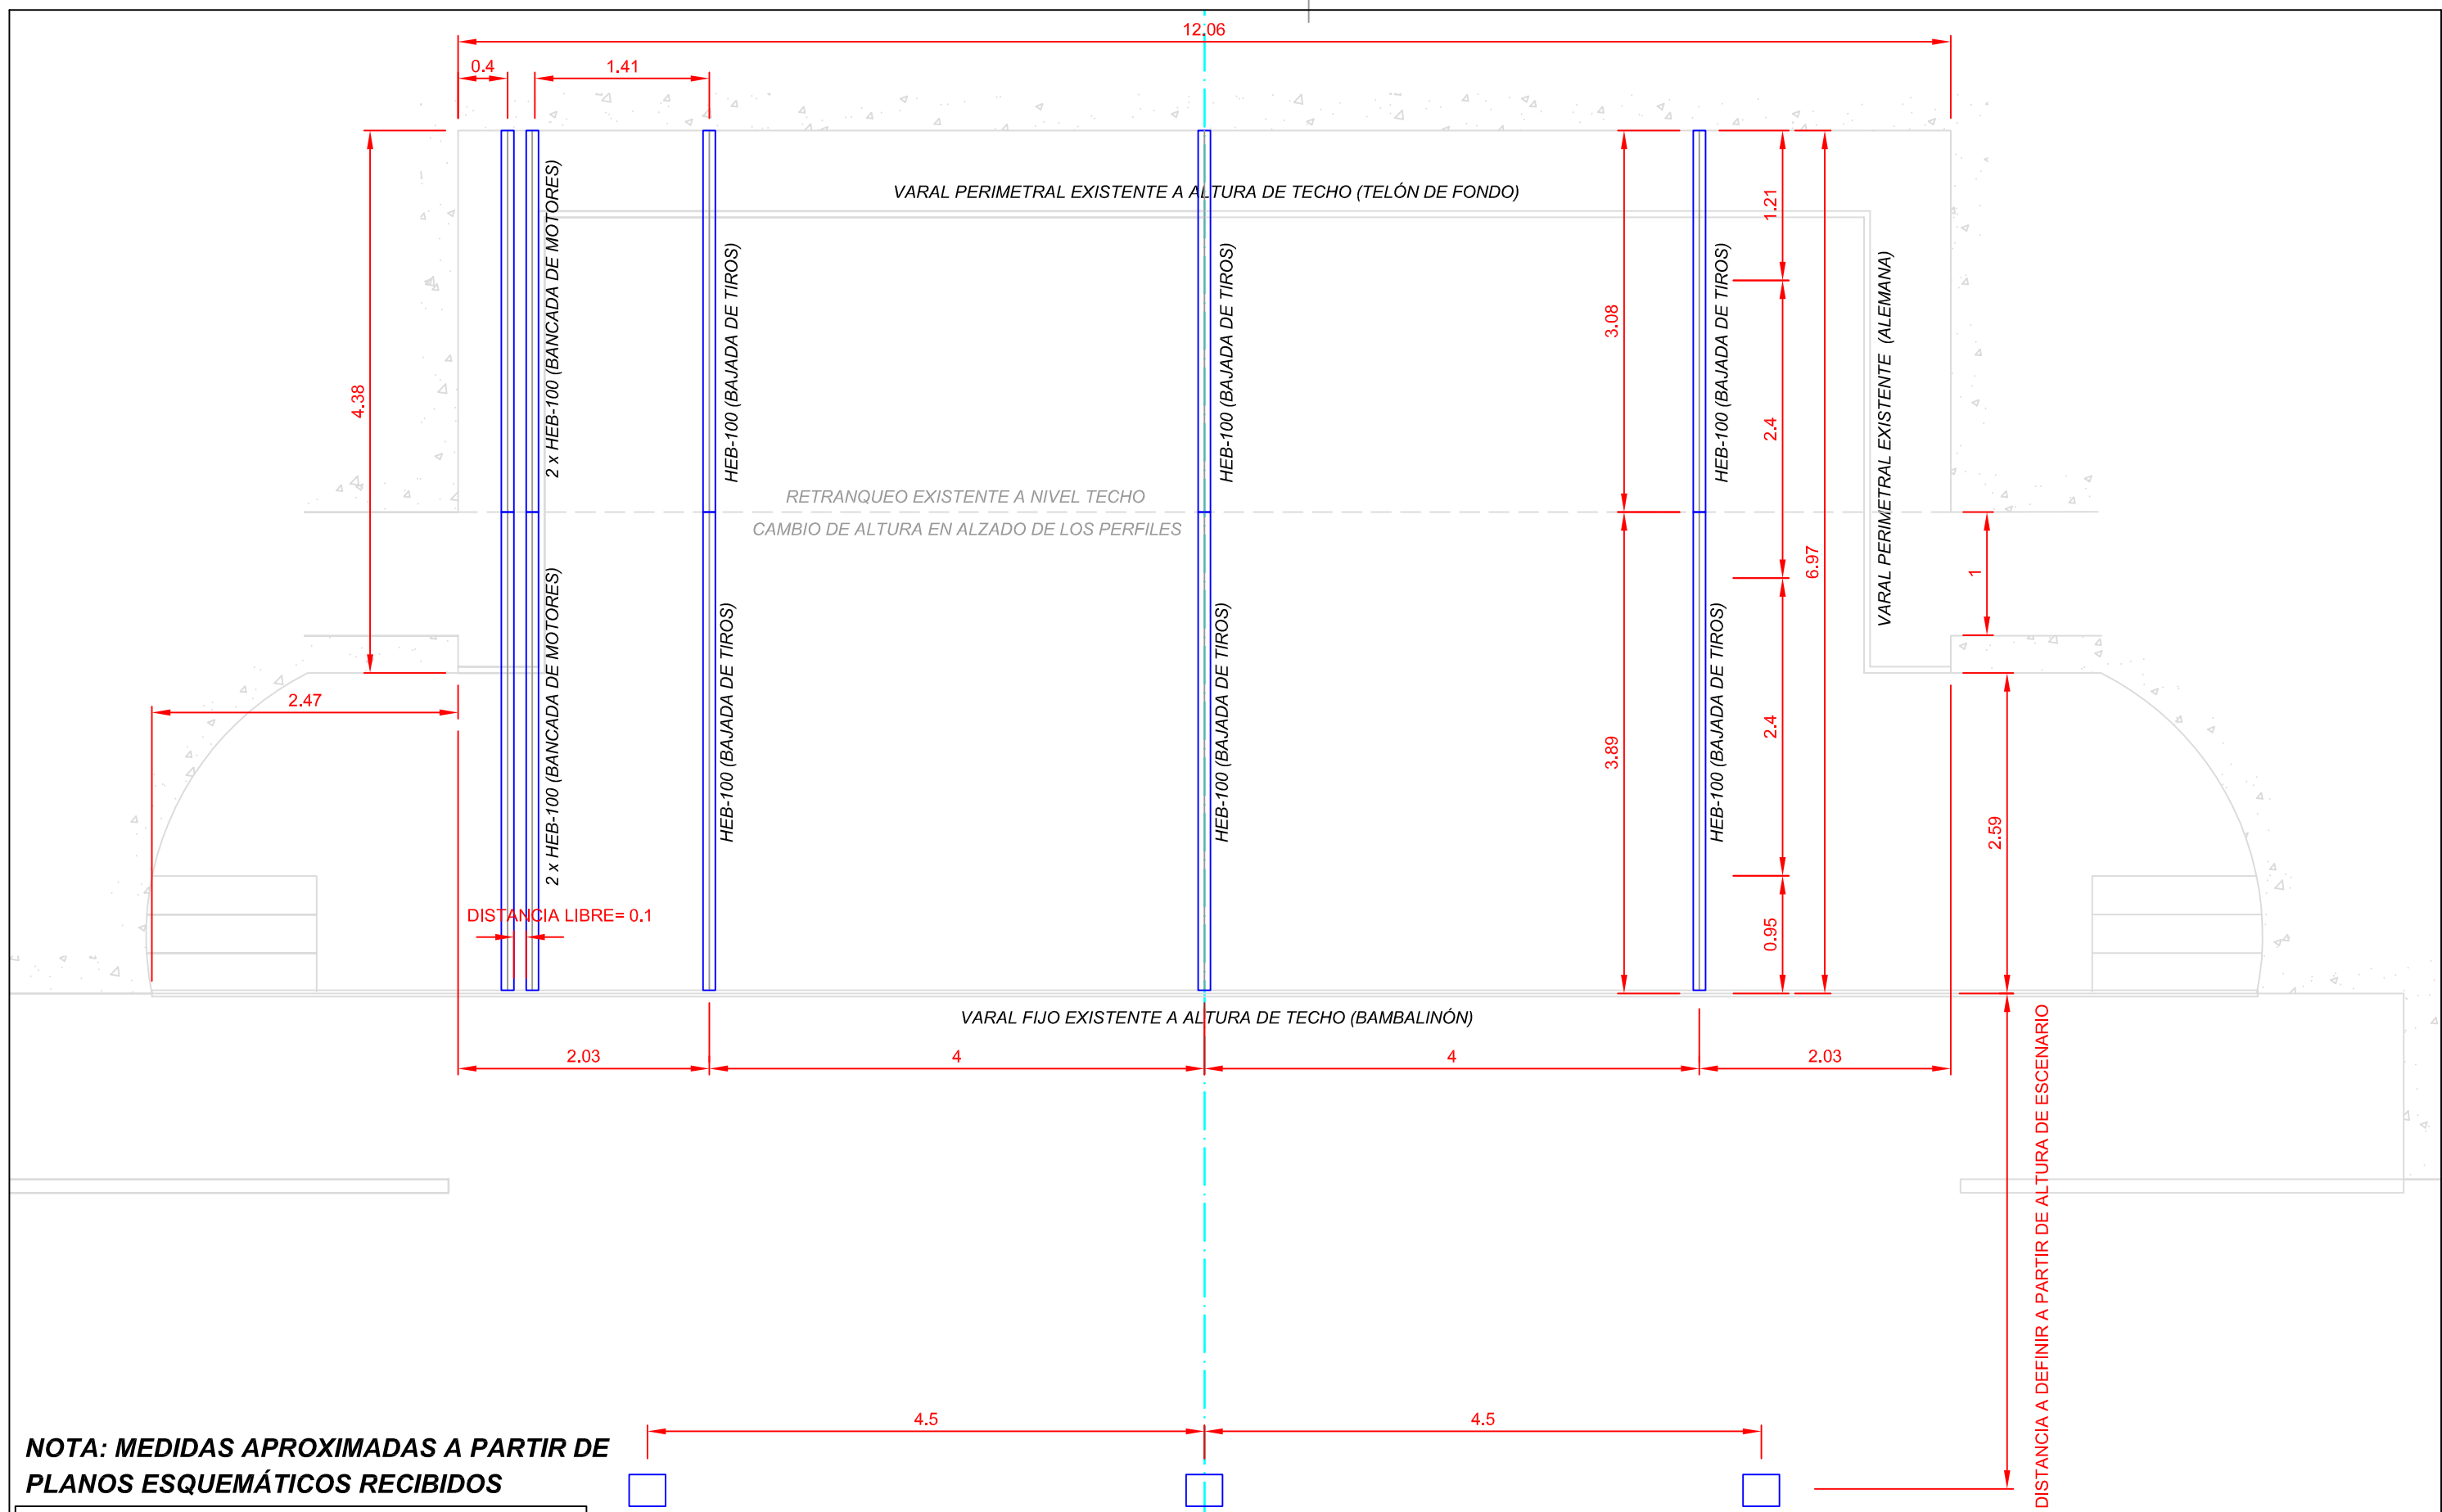 12.06
0.4
1.41
VARAL PERIMETRAL EXISTENTE A ALTURA DE TECHO (TELÓN DE FONDO)
2 x HEB-100 (BANCADA DE MOTORES)
HEB-100 (BAJADA DE TIROS)
HEB-100 (BAJADA DE TIROS)
HEB-100 (BAJADA DE TIROS)
VARAL PERIMETRAL EXISTENTE (ALEMANA)
1.21
3.08
4.38
2.4
RETRANQUEO EXISTENTE A NIVEL TECHO
CAMBIO DE ALTURA EN ALZADO DE LOS PERFILES
6.97
1
2 x HEB-100 (BANCADA DE MOTORES)
HEB-100 (BAJADA DE TIROS)
HEB-100 (BAJADA DE TIROS)
HEB-100 (BAJADA DE TIROS)
2.47
2.4
3.89
2.59
DISTANCIA LIBRE= 0.1
0.95
VARAL FIJO EXISTENTE A ALTURA DE TECHO (BAMBALINÓN)
2.03
4
4
2.03
DISTANCIA A DEFINIR A PARTIR DE ALTURA DE ESCENARIO
4.5
4.5
NOTA: MEDIDAS APROXIMADAS A PARTIR DE
PLANOS ESQUEMÁTICOS RECIBIDOS